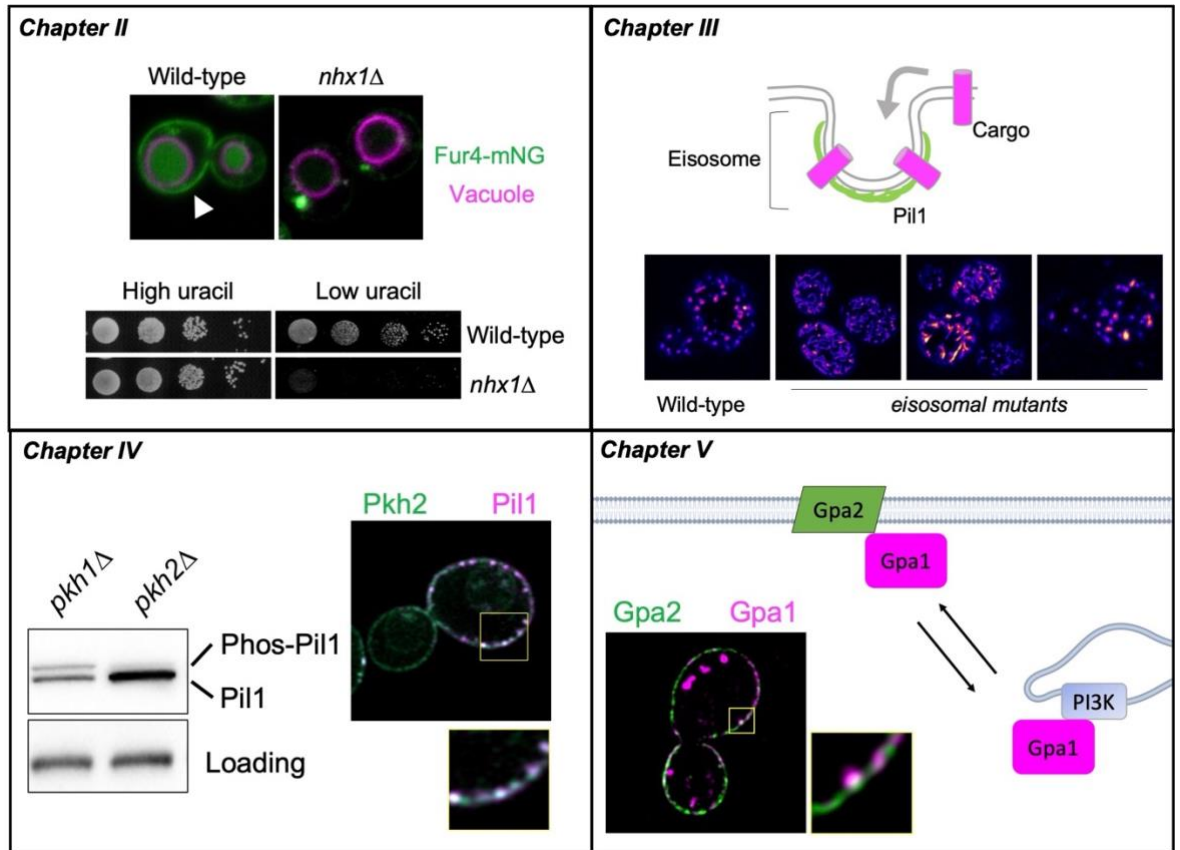 Chapter II
Wild-type nhx1Δ
Fur4-mNG
Vacuole
High uracil Low uracil
Wild-type
nhx1Δ
Chapter III
Cargo
Eisosome
Pil1
Wild-type eisosomal mutants
Chapter IV
Pkh2 Pil1
pkh1Δ pkh2Δ
Phos-Pil1
Pil1
Loading
Chapter V
Gpa2
Gpa1
Gpa2 Gpa1
PI3K
Gpa1